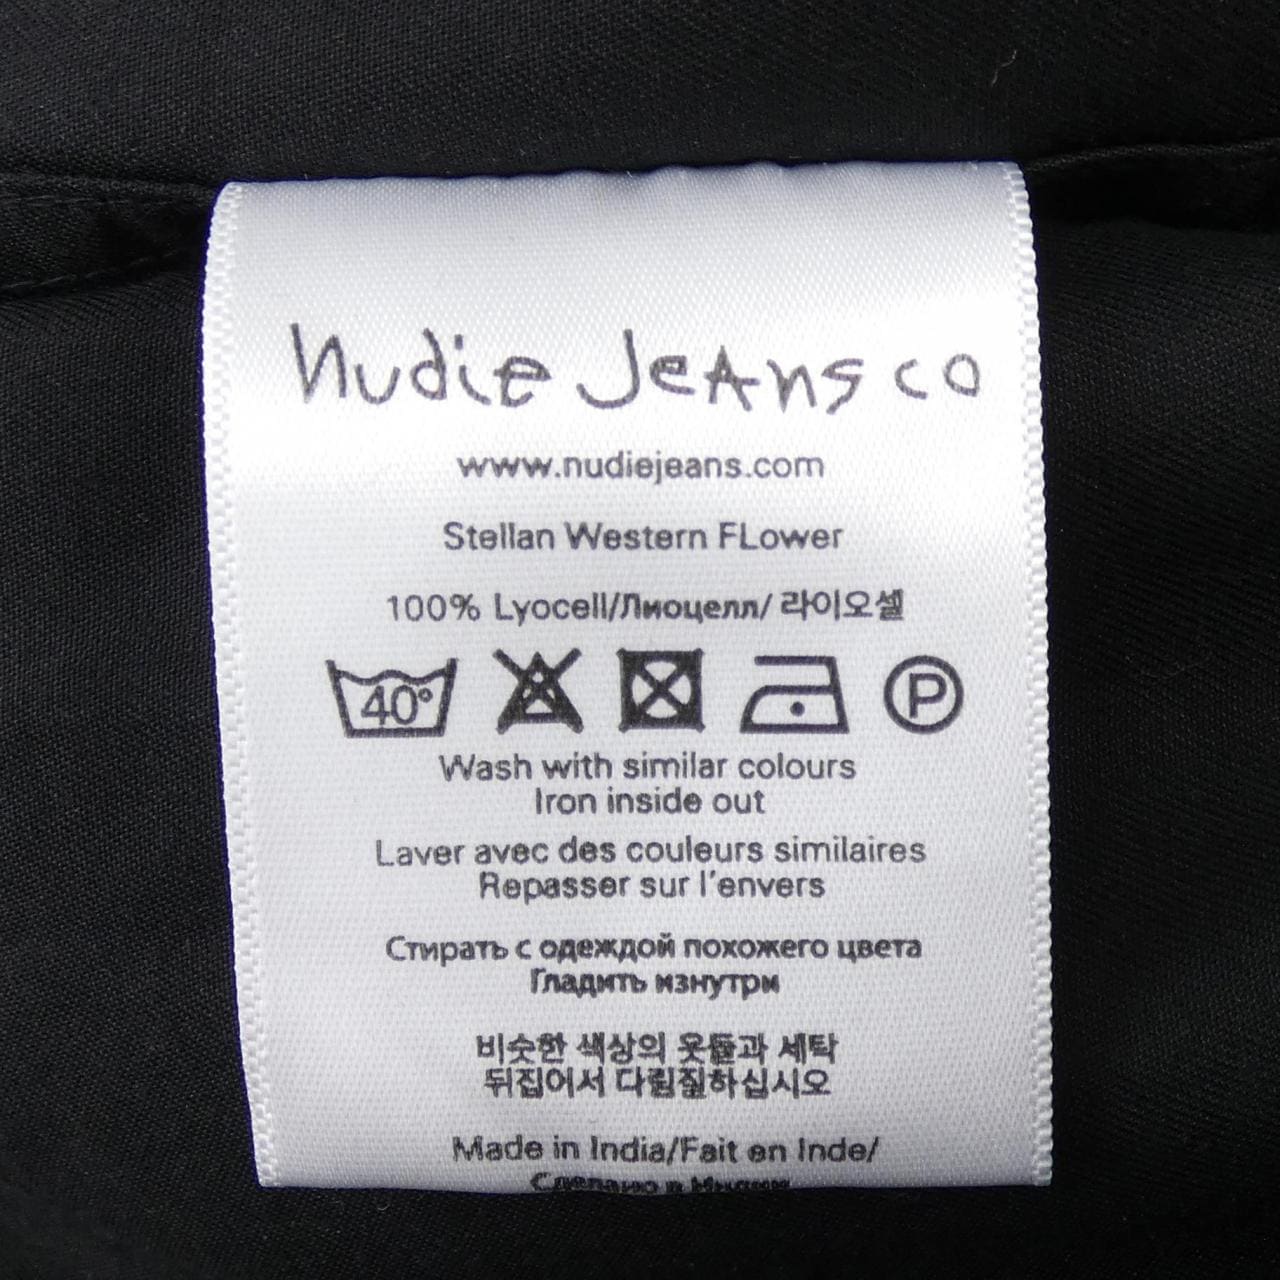 nudie Jeans co
www.nudiejeans.com
Stellan Western FLower
100% Lyocell/Лиоцелл/ 라이오셀
40°
P
Wash with similar colours
Iron inside out
Laver avec des couleurs similaires
Repasser sur l'envers
Стирать с одеждой похожего цвета
Гладить изнутри
비슷한 색상의 옷들과 세탁
뒤집어서 다림질하십시오
Made in India/Fait en Inde/
Сделано в Индии